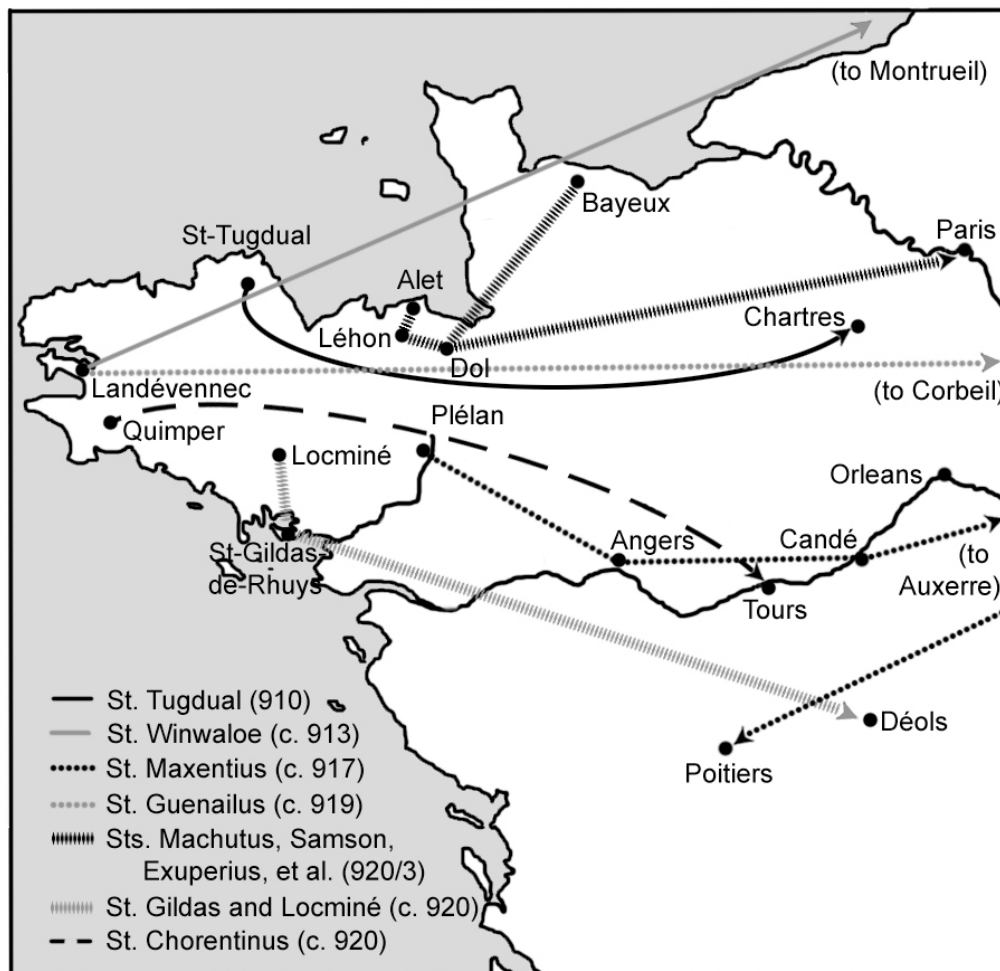 (to Montrueil)
Bayeux
St-Tugdual
Paris
Alet
Chartres
Léhon
Dol
Landévennec
(to Corbeil)
Plélan
Quimper
Locminé
Orleans
Angers
Candé
St-Gildas-
de-Rhuys
(to
Auxerre)
Tours
Déols
Poitiers
St. Tugdual (910)
St. Winwaloe (c. 913)
St. Maxentius (c. 917)
St. Guenailus (c. 919)
Sts. Machutus, Samson,
Exuperius, et al. (920/3)
St. Gildas and Locminé (c. 920)
St. Chorentinus (c. 920)